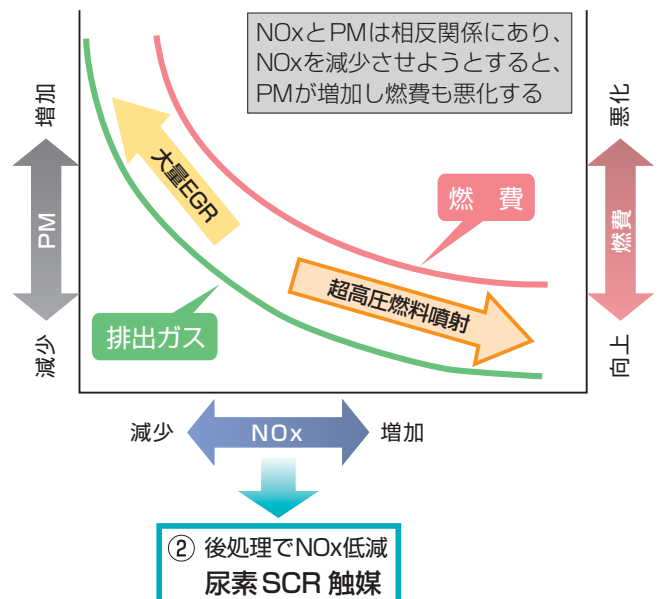 NOxとPMは相反関係にあり、
NOxを減少させようとすると、
PMが増加し燃費も悪化する
増加
PM
減少
大量EGR
燃 費
超高圧燃料噴射
排出ガス
悪化
燃費
向上
減少
NOx
増加
② 後処理でNOx低減
尿素SCR 触媒